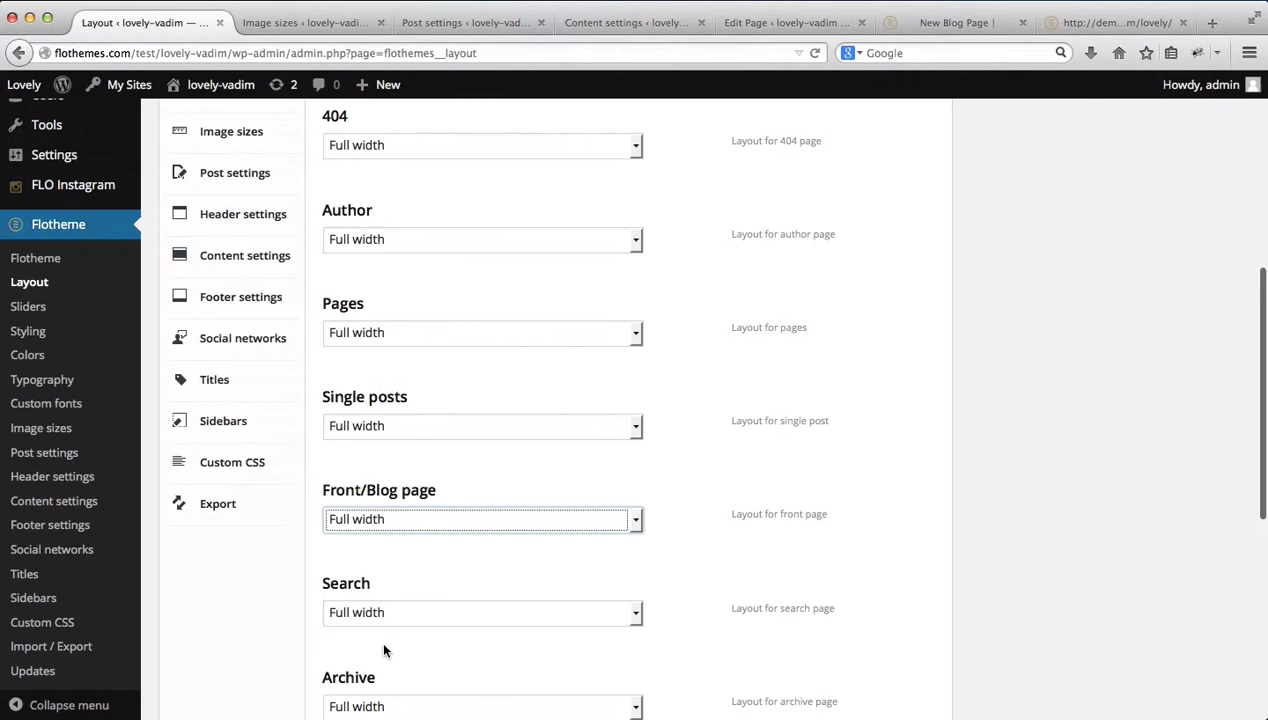 Layout ‹ lovely-vadim — ...
Image sizes ‹ lovely-vadi...
Post settings ‹ lovely-vad...
Content settings ‹ lovely...
Edit Page ‹ lovely-vadim ...
New Blog Page |
http://dem...m/lovely/
flothemes.com/test/lovely-vadim/wp-admin/admin.php?page=flothemes__layout
Google
Lovely
My Sites
lovely-vadim
2
0
New
Howdy, admin
Users
Tools
Settings
FLO Instagram
Flotheme
Flotheme
Layout
Sliders
Styling
Colors
Typography
Custom fonts
Image sizes
Post settings
Header settings
Content settings
Footer settings
Social networks
Titles
Sidebars
Custom CSS
Import / Export
Updates
Collapse menu
Image sizes
Post settings
Header settings
Content settings
Footer settings
Social networks
Titles
Sidebars
Custom CSS
Export
404
Full width
Layout for 404 page
Author
Full width
Layout for author page
Pages
Full width
Layout for pages
Single posts
Full width
Layout for single post
Front/Blog page
Full width
Layout for front page
Search
Full width
Layout for search page
Archive
Full width
Layout for archive page